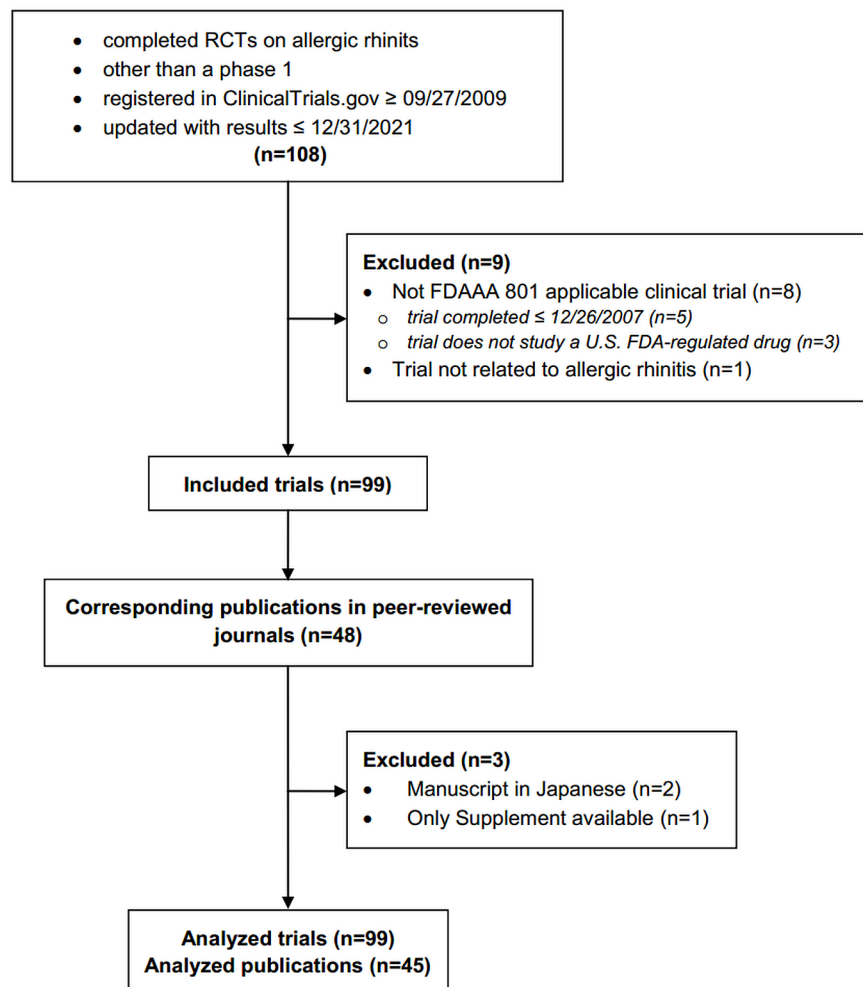 • completed RCTs on allergic rhinits
• other than a phase 1
• registered in ClinicalTrials.gov ≥ 09/27/2009
• updated with results ≤ 12/31/2021
(n=108)
Excluded (n=9)
• Not FDAAA 801 applicable clinical trial (n=8)
o trial completed ≤ 12/26/2007 (n=5)
o trial does not study a U.S. FDA-regulated drug (n=3)
• Trial not related to allergic rhinitis (n=1)
Included trials (n=99)
Corresponding publications in peer-reviewed
journals (n=48)
Excluded (n=3)
• Manuscript in Japanese (n=2)
• Only Supplement available (n=1)
Analyzed trials (n=99)
Analyzed publications (n=45)